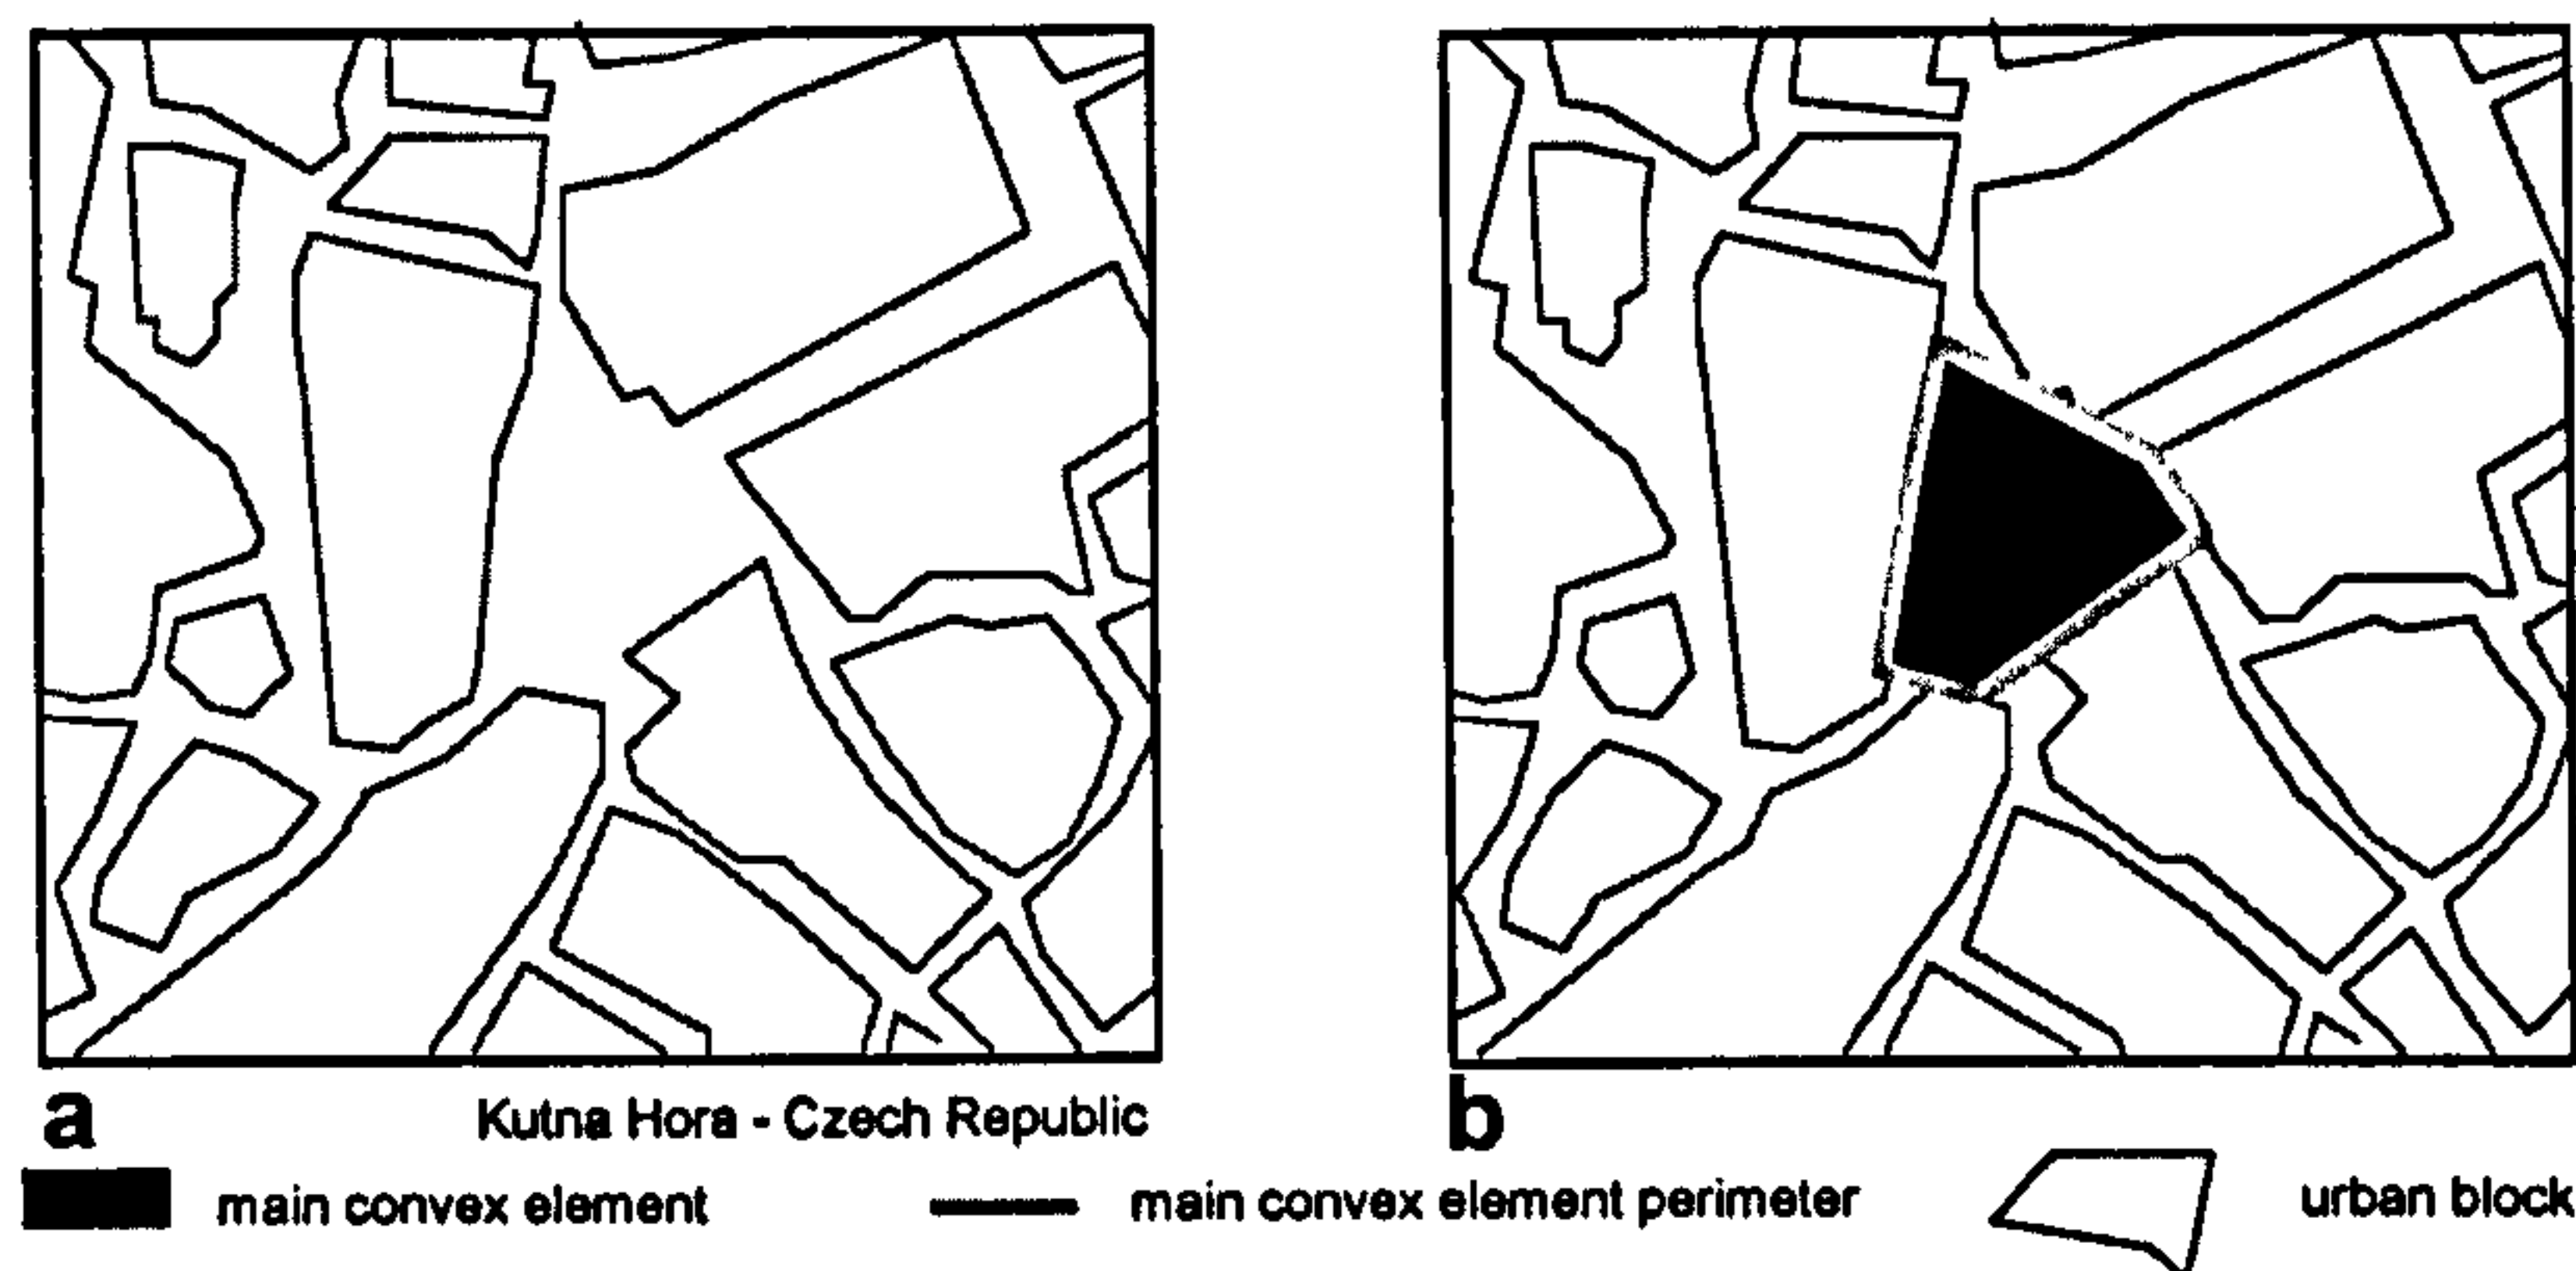 a
Kutna Hora - Czech Republic
b
main convex element
main convex element perimeter
urban block